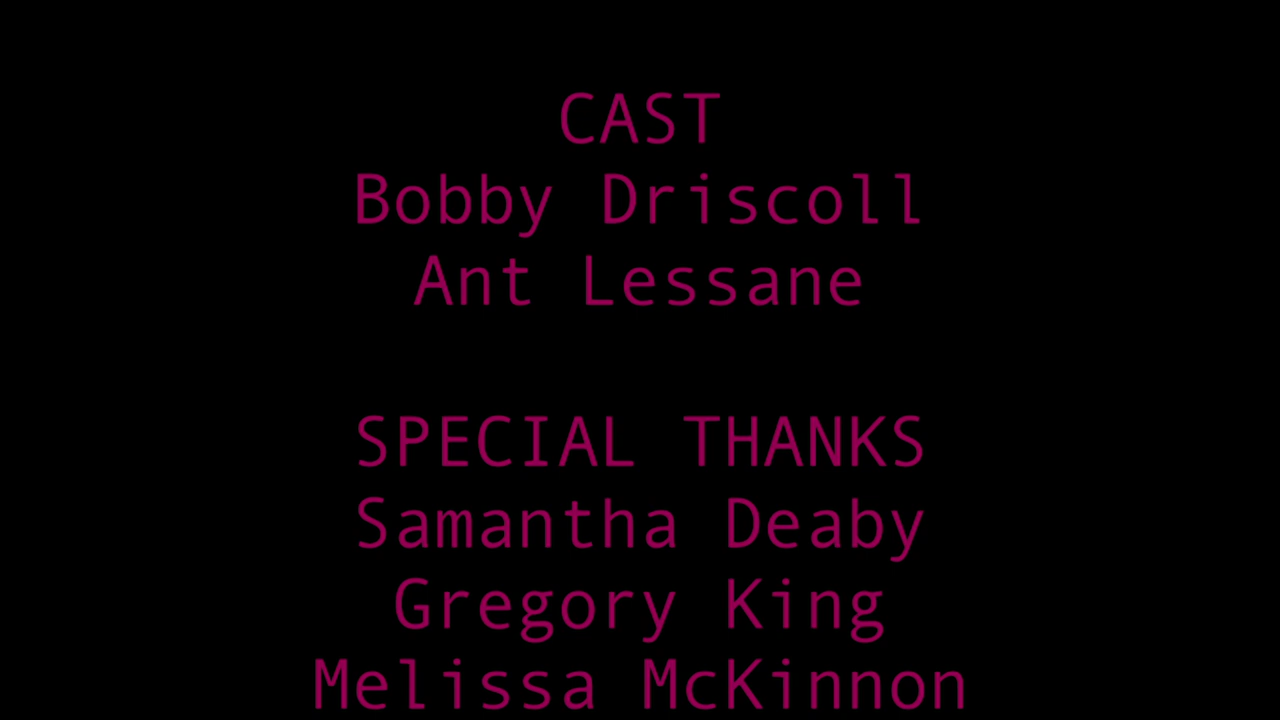 CAST
Bobby Driscoll
Ant Lessane
SPECIAL THANKS
Samantha Deaby
Gregory King
Melissa McKinnon